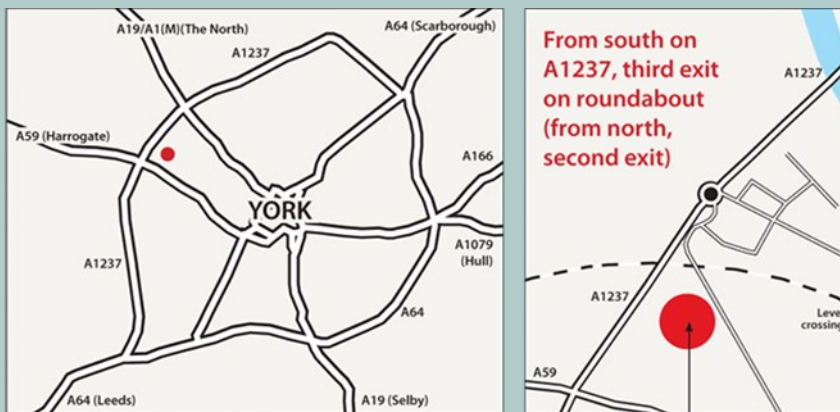 A19/A1(M)(The North)
A64 (Scarborough)
A1237
A59 (Harrogate)
A166
YORK
A1079
(Hull)
A1237
A64
A64 (Leeds)
A19 (Selby)
From south on
A1237, third exit
on roundabout
(from north,
second exit)
A1237
A1237
crossing
A59